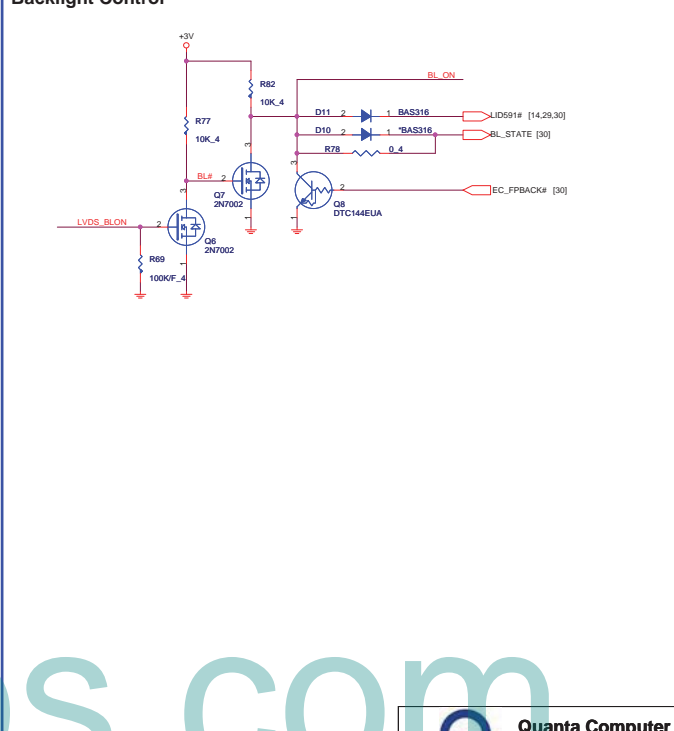 Backlight Control
+3V
BL_ON
R82
10K_4
D11 2 1 BAS316
LID591# [14,29,30]
R77
10K_4
D10 2 1 *BAS316
BL_STATE [30]
R78 0_4
3
3
BL# 2
2
EC_FPBACK# [30]
3
Q7
2N7002
1
1
Q8
DTC144EUA
LVDS_BLON 2
Q6
2N7002
R69
100K/F_4
1
s.com
Quanta Computer